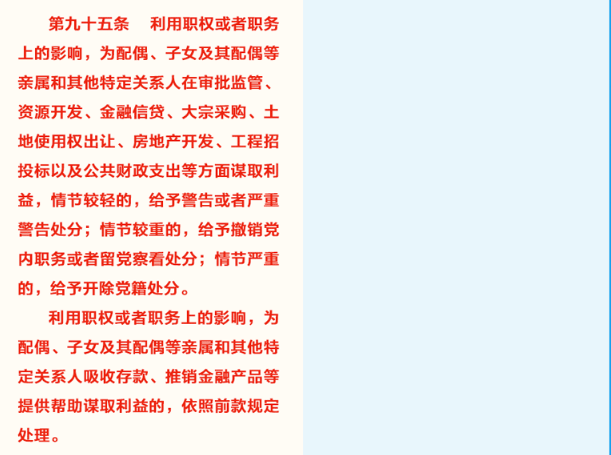 第九十五条　利用职权或者职务
上的影响，为配偶、子女及其配偶等
亲属和其他特定关系人在审批监管、
资源开发、金融信贷、大宗采购、土
地使用权出让、房地产开发、工程招
投标以及公共财政支出等方面谋取利
益，情节较轻的，给予警告或者严重
警告处分；情节较重的，给予撤销党
内职务或者留党察看处分；情节严重
的，给予开除党籍处分。
利用职权或者职务上的影响，为
配偶、子女及其配偶等亲属和其他特
定关系人吸收存款、推销金融产品等
提供帮助谋取利益的，依照前款规定
处理。